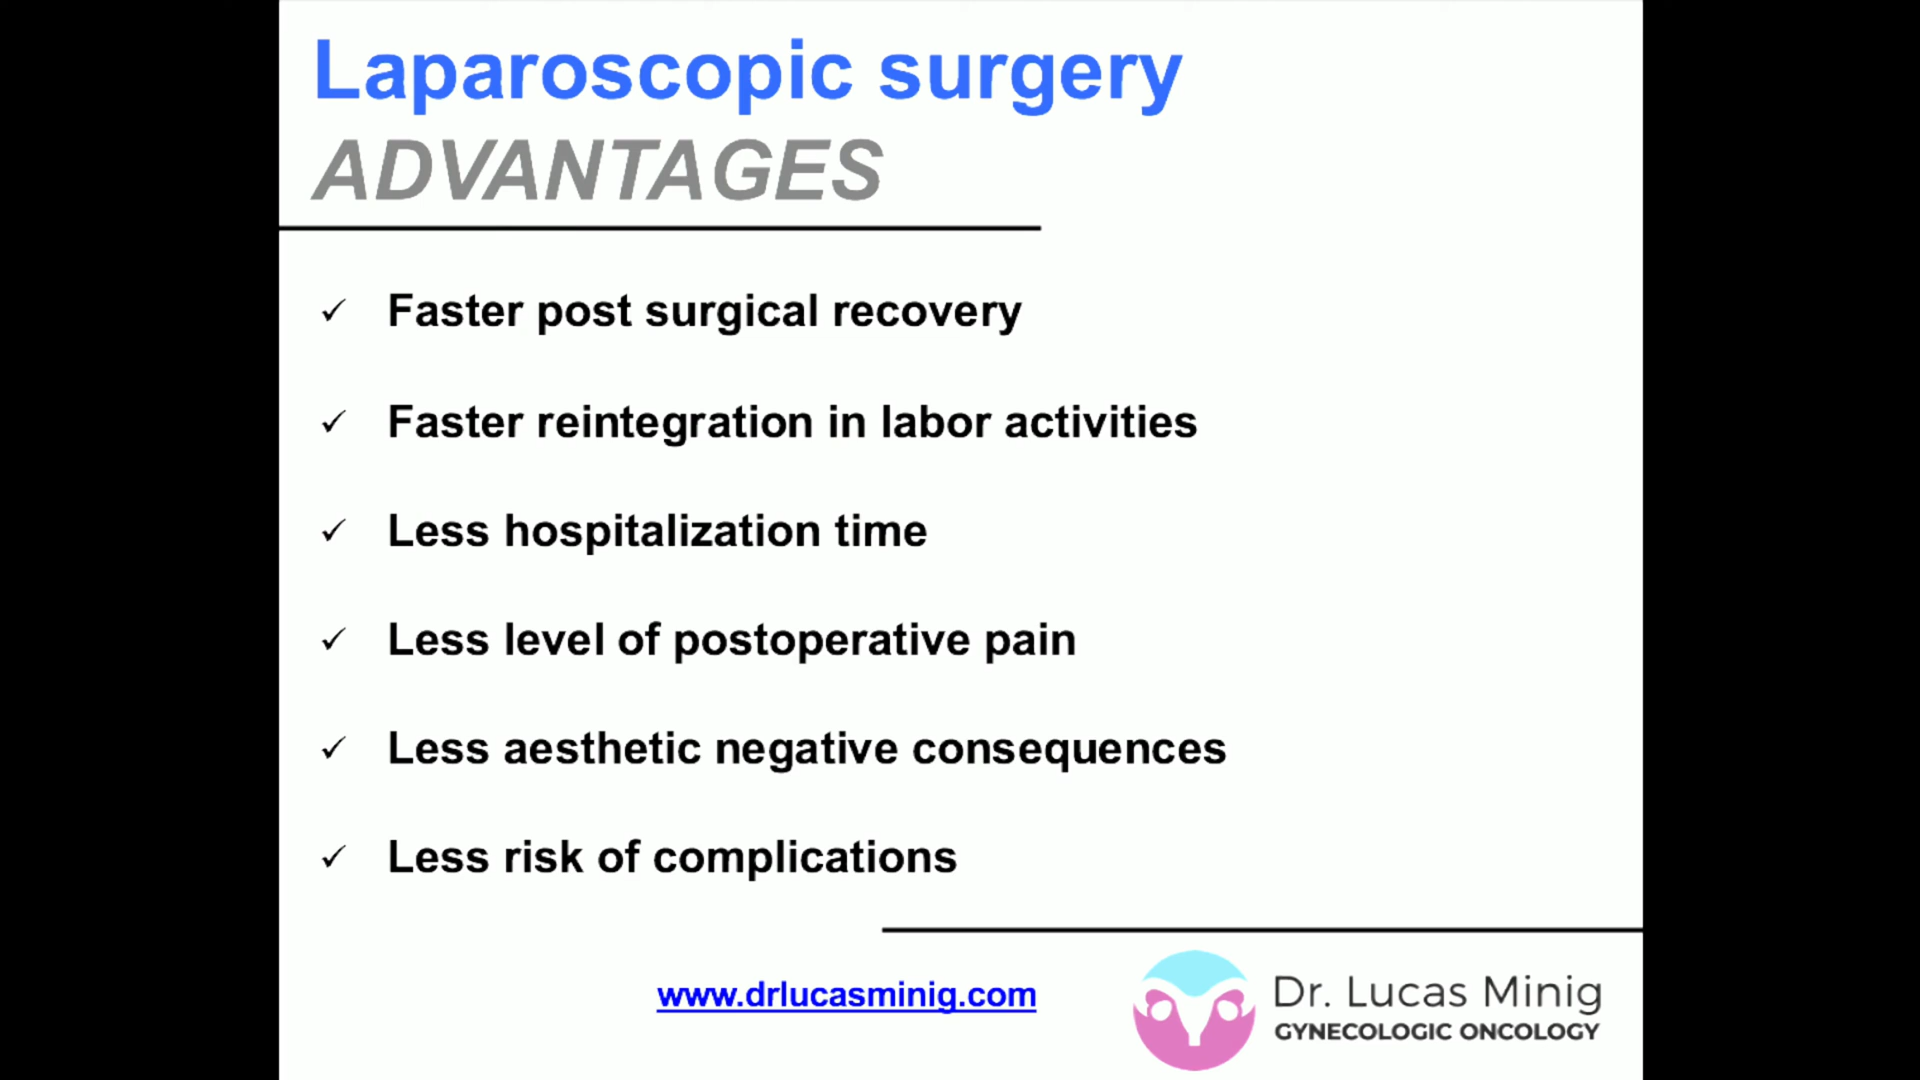 Laparoscopic surgery
ADVANTAGES
✓ Faster post surgical recovery
✓ Faster reintegration in labor activities
✓ Less hospitalization time
✓ Less level of postoperative pain
✓ Less aesthetic negative consequences
✓ Less risk of complications
www.drlucasminig.com
Dr. Lucas Minig
GYNECOLOGIC ONCOLOGY